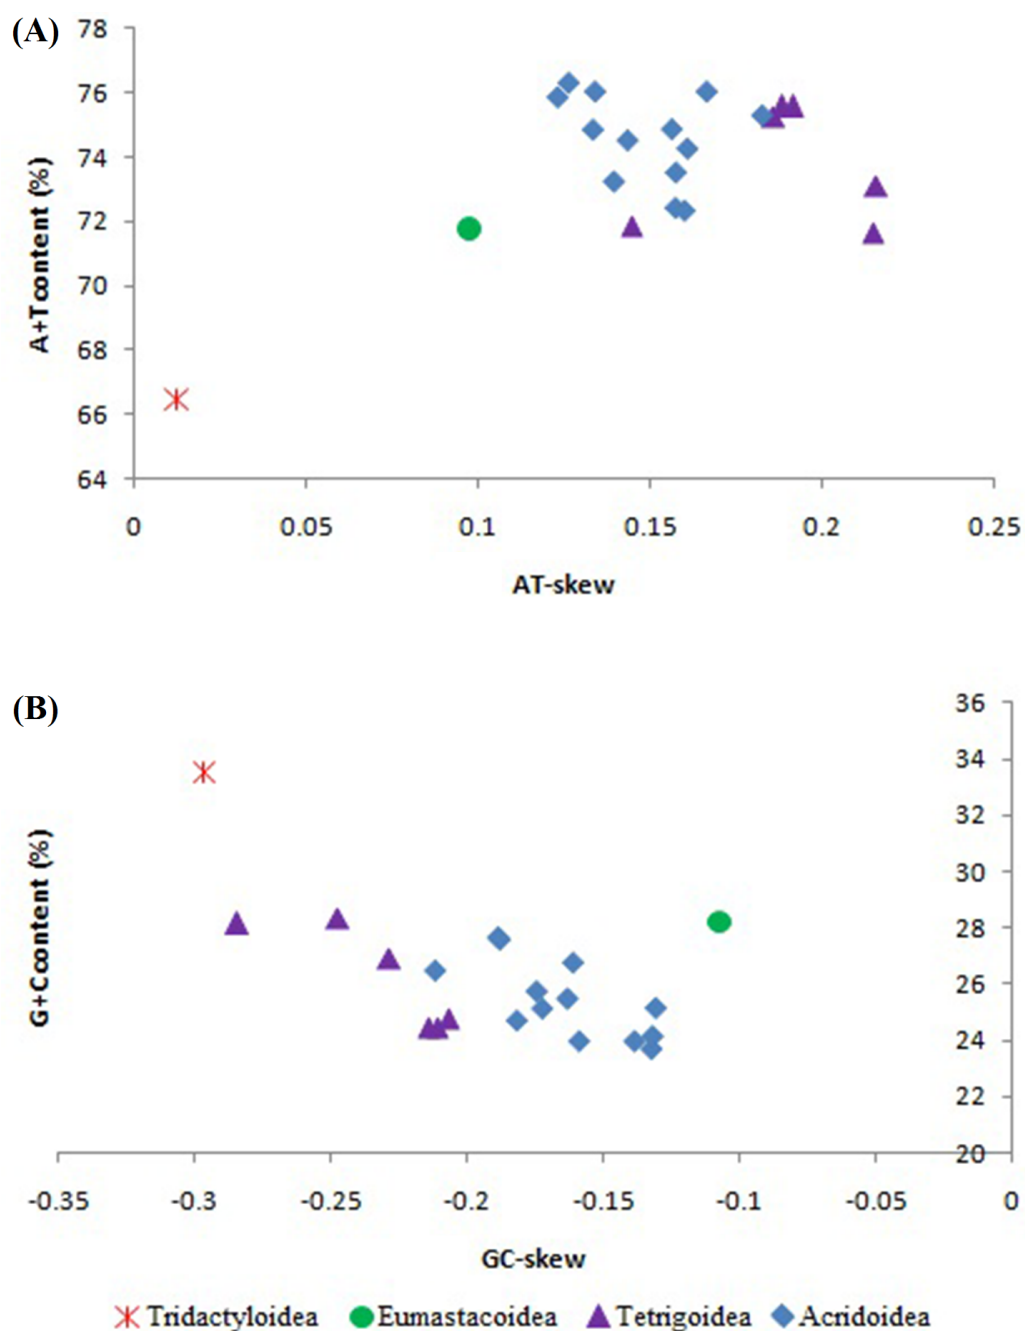 (A)
78
76
74
72
70
68
66
64
A+Tcontent (%)
0 0.05 0.1 0.15 0.2 0.25
AT-skew
(B)
36
34
32
30
28
26
24
22
20
G+Ccontent (%)
-0.35 -0.3 -0.25 -0.2 -0.15 -0.1 -0.05 0
GC-skew
Tridactyloidea Eumastacoidea Tetrigoidea Acridoidea